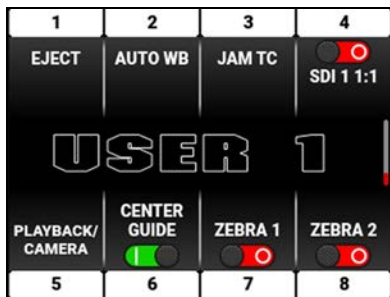 1 2 3 4
EJECT AUTO WB JAM TC
SDI 1 1:1
USER 1
CENTER
PLAYBACK/ GUIDE ZEBRA 1 ZEBRA 2
CAMERA
5 6 7 8